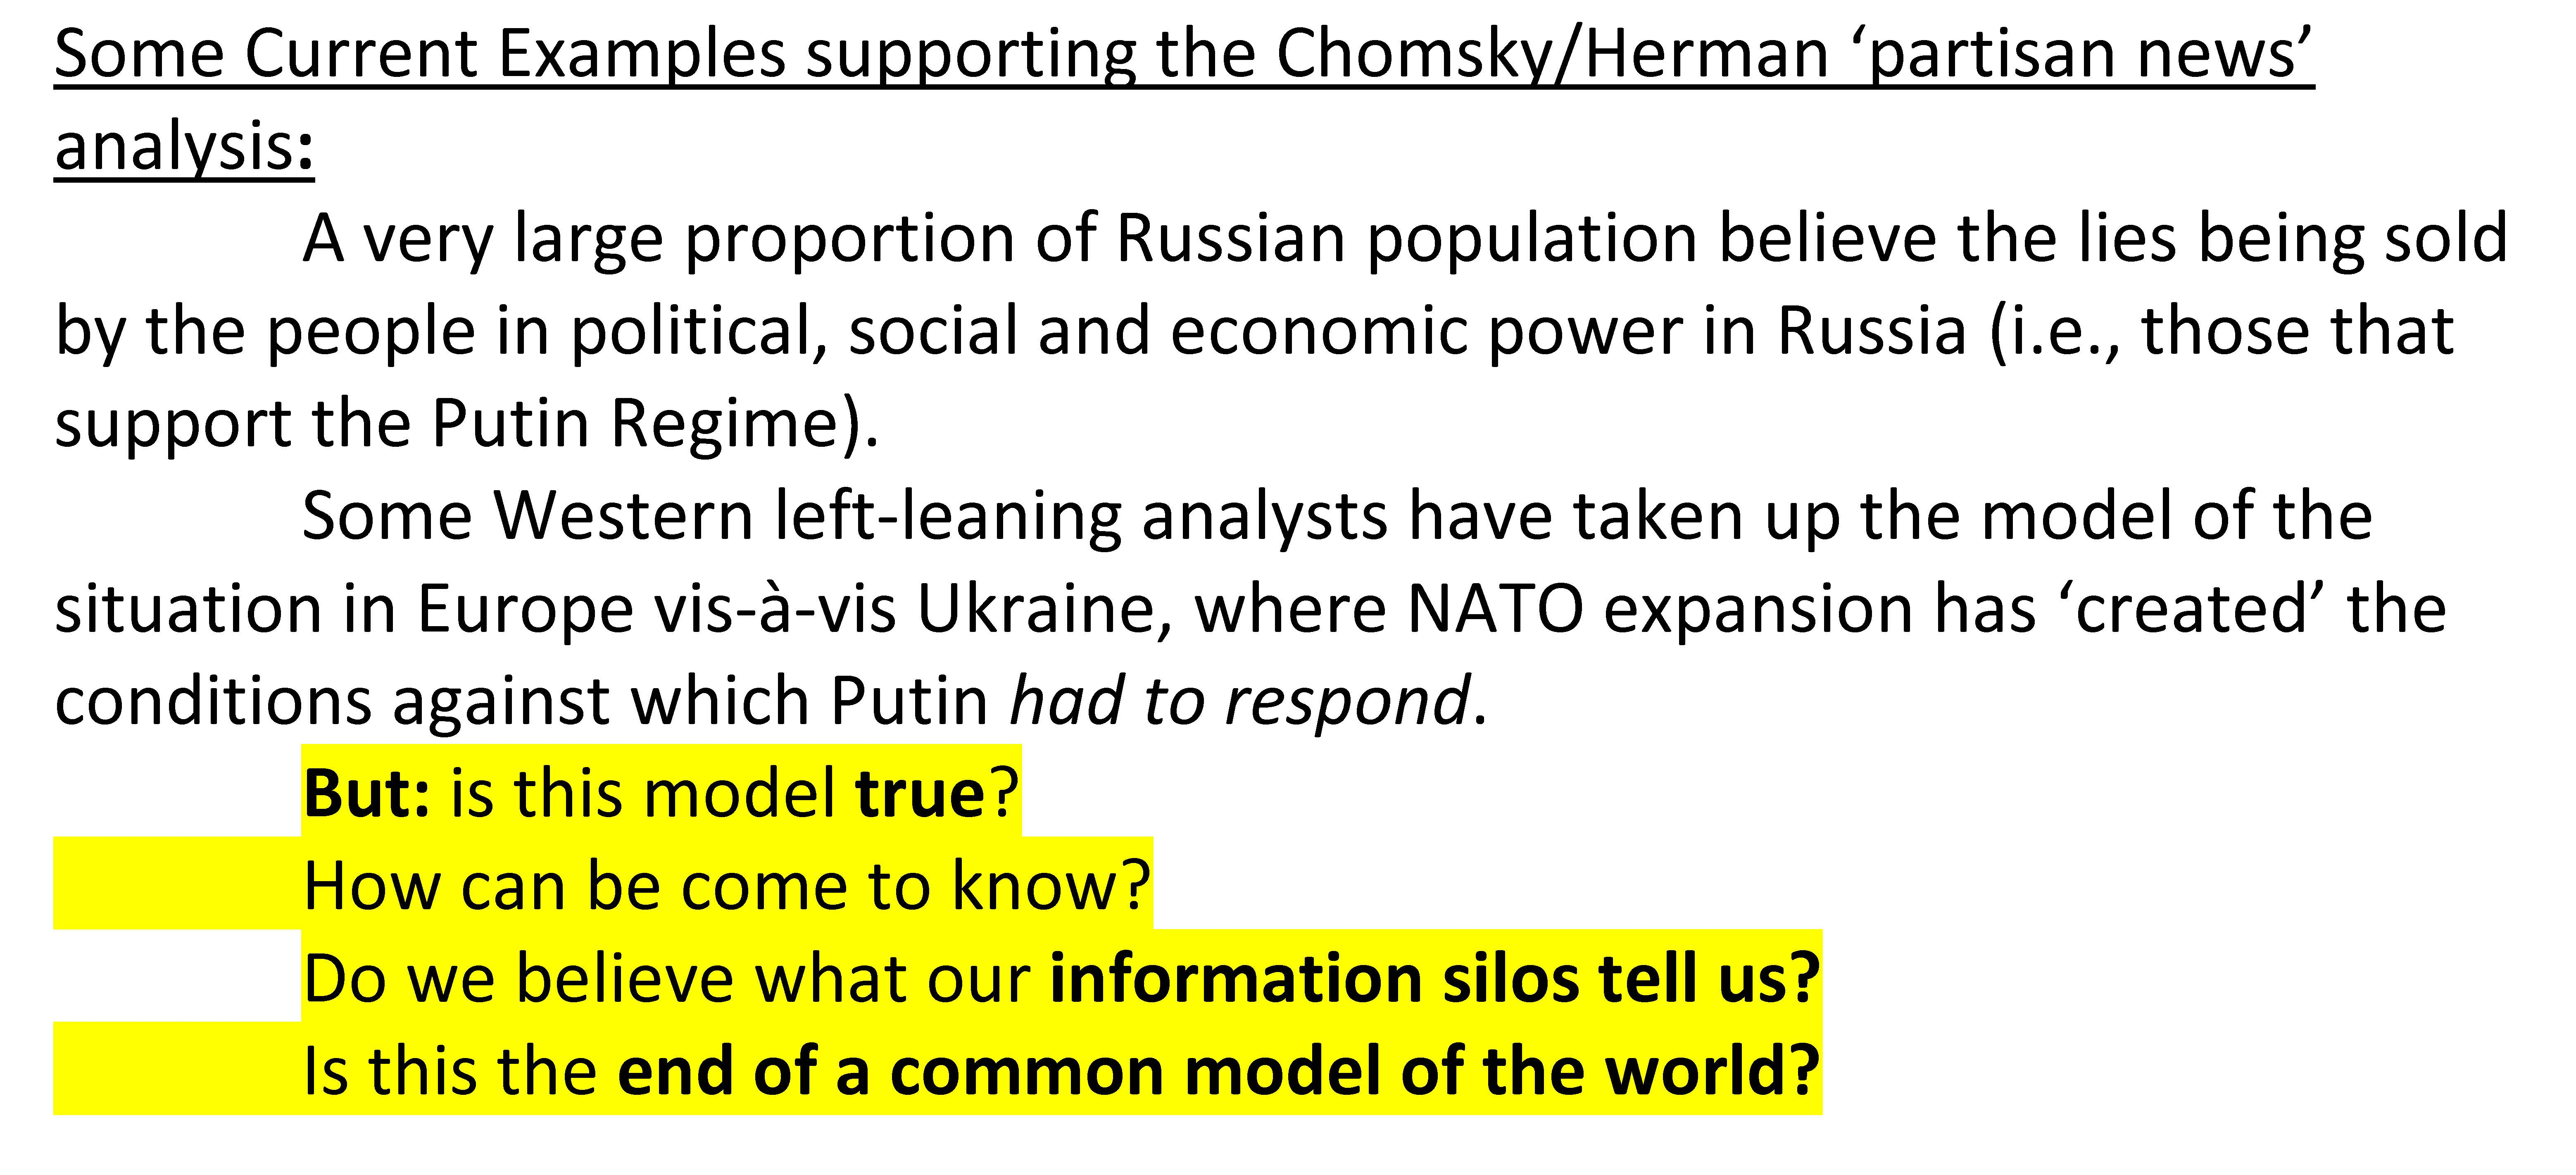 Some Current Examples supporting the Chomsky/Herman ‘partisan news’
analysis:
A very large proportion of Russian population believe the lies being sold
by the people in political, social and economic power in Russia (i.e., those that
support the Putin Regime).
Some Western left-leaning analysts have taken up the model of the
situation in Europe vis-à-vis Ukraine, where NATO expansion has ‘created’ the
conditions against which Putin had to respond.
But: is this model true?
How can be come to know?
Do we believe what our information silos tell us?
Is this the end of a common model of the world?